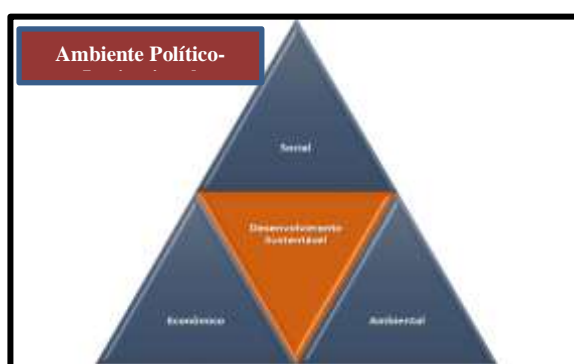 Ambiente Político-
Social
Desenvolvimento
Sustentável
Econômico
Ambiental